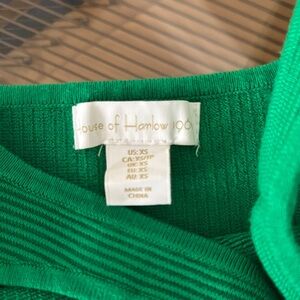 House of Harlow 196
US: XS
CA: XS/TP
UK: XS
EU: XS
AU: XS
MADE IN
CHINA